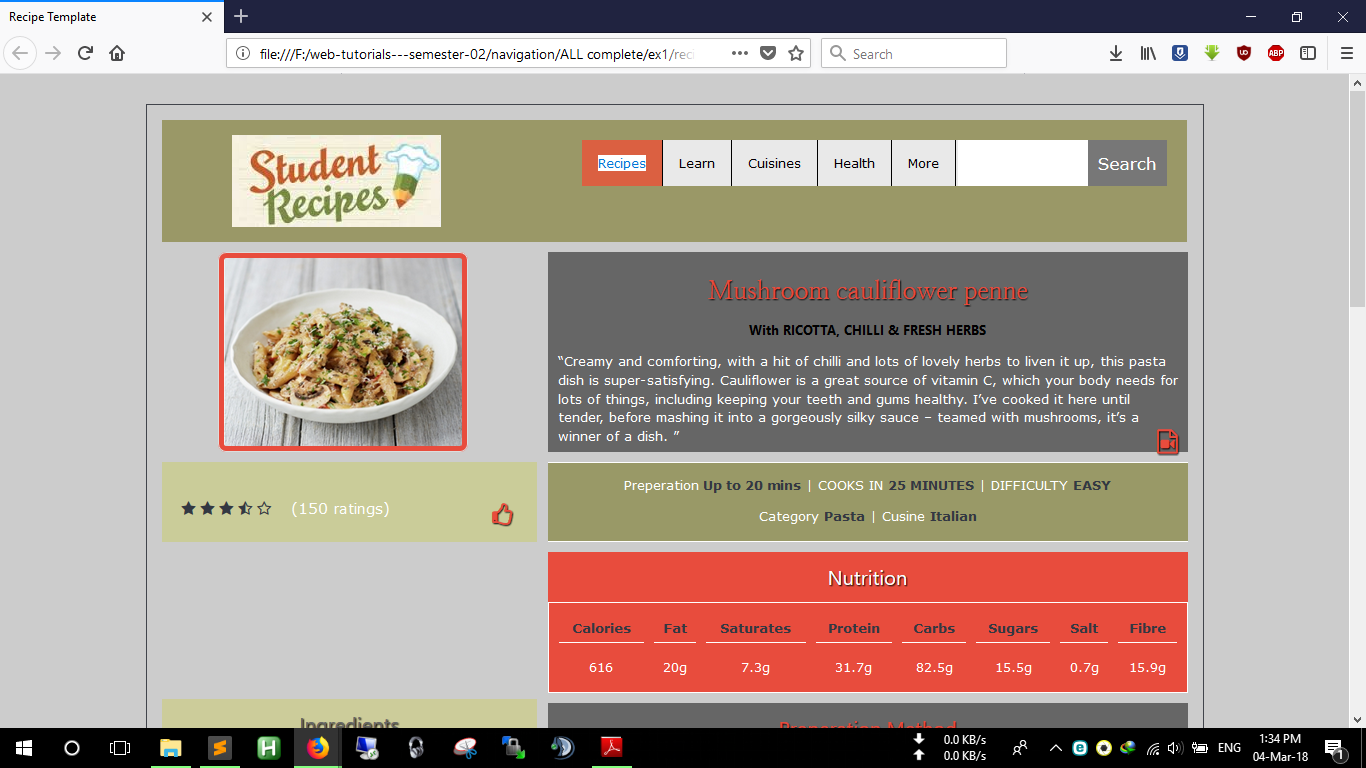 Recipe Template
file:///F:/web-tutorials---semester-02/navigation/ALL complete/ex1/rec
Search
Student
Recipes
Recipes Learn Cuisines Health More Search
Mushroom cauliflower penne
With RICOTTA, CHILLI & FRESH HERBS
“Creamy and comforting, with a hit of chilli and lots of lovely herbs to liven it up, this pasta
dish is super-satisfying. Cauliflower is a great source of vitamin C, which your body needs for
lots of things, including keeping your teeth and gums healthy. I’ve cooked it here until
tender, before mashing it into a gorgeously silky sauce – teamed with mushrooms, it’s a
winner of a dish. ”
(150 ratings)
Preperation Up to 20 mins | COOKS IN 25 MINUTES | DIFFICULTY EASY
Category Pasta | Cusine Italian
Nutrition
Calories Fat Saturates Protein Carbs Sugars Salt Fibre
616 20g 7.3g 31.7g 82.5g 15.5g 0.7g 15.9g
Ingredients
Preparation Method
0.0 KB/s
0.0 KB/s
ENG
1:34 PM
04-Mar-18
1